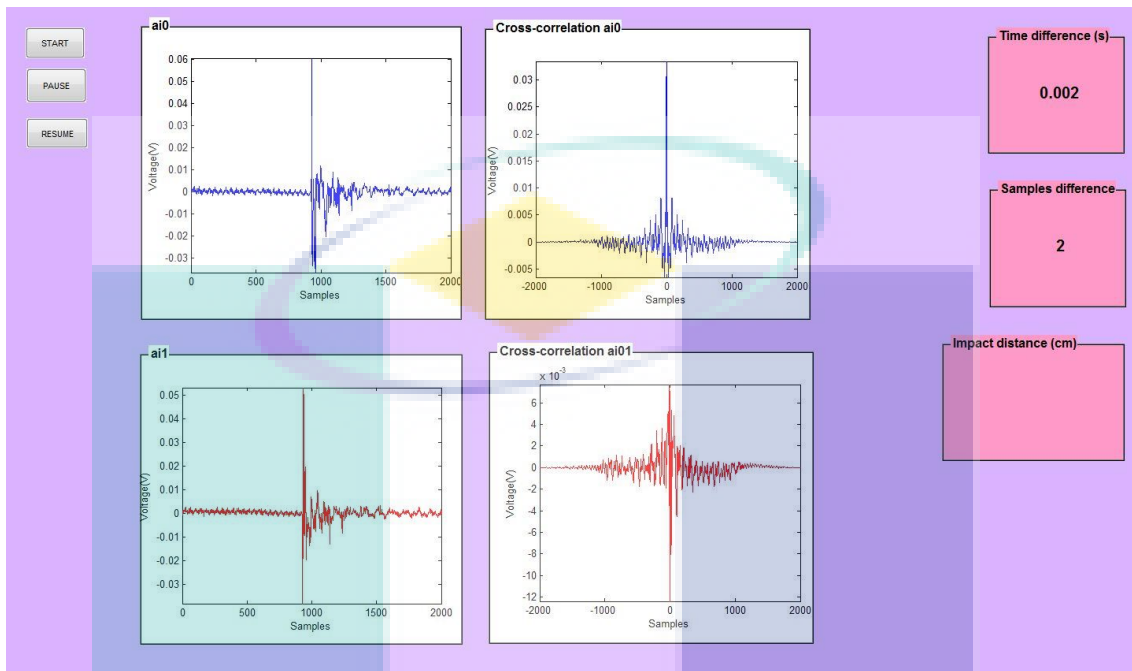 START
PAUSE
RESUME
ai0
0.06
0.05
0.04
0.03
0.02
0.01
0
-0.01
-0.02
-0.03
Voltage(V)
0 500 1000 1500 2000
Samples
Cross-correlation ai0
0.03
0.025
0.02
0.015
0.01
0.005
0
-0.005
Voltage(V)
-2000 -1000 0 1000 2000
Samples
Time difference (s)
0.002
Samples difference
2
Impact distance (cm)
ai1
0.05
0.04
0.03
0.02
0.01
0
-0.01
-0.02
-0.03
Voltage(V)
0 500 1000 1500 2000
Samples
Cross-correlation ai01
x 10-3
6
4
2
0
-2
-4
-6
-8
-10
-12
Voltage(V)
-2000 -1000 0 1000 2000
Samples